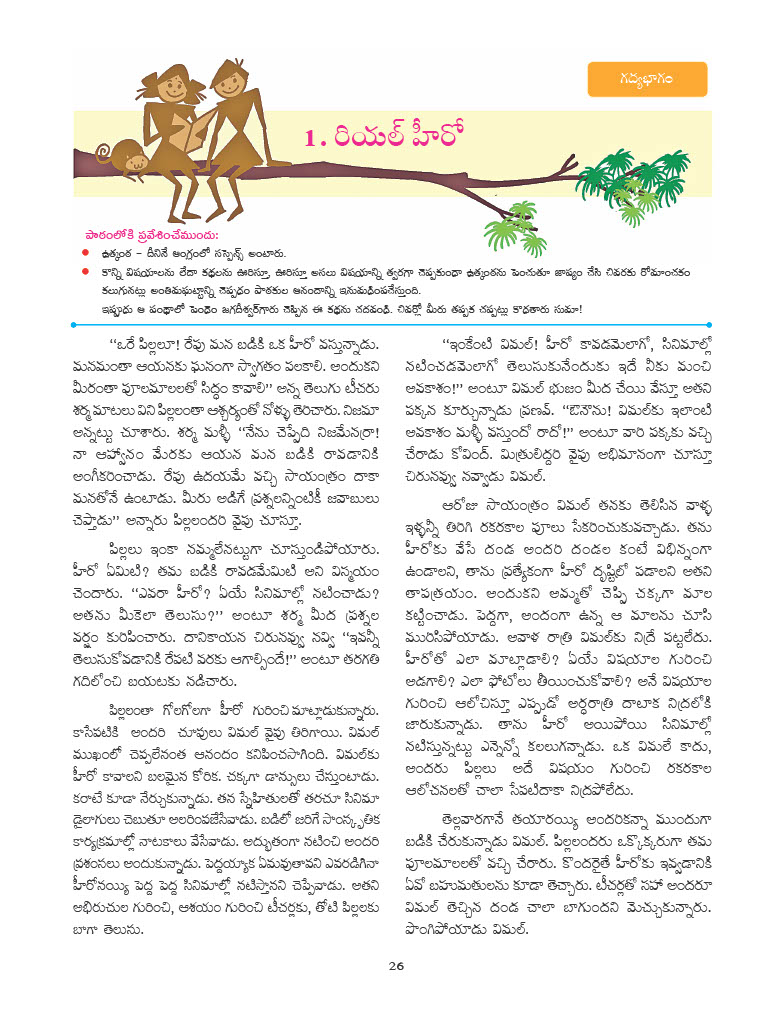 గద్యభాగం
1. రియల్ హీరో
పాఠంలోకి ప్రవేశించేముందు:
● ఉత్కంఠ – దీనినే ఆంగ్లంలో సస్పెన్స్ అంటారు.
● కొన్ని విషయాలను లేదా కథలను ఊరిస్తూ, ఊరిస్తూ అసలు విషయాన్ని త్వరగా చెప్పకుండా ఉత్కంఠను పెంచుతూ జాప్యం చేసి చివరకు రోమాంచకం
కలుగునట్లు అంతిమఘట్టాన్ని చెప్పడం పాఠకుల ఆనందాన్ని ఇనుమడింపచేస్తుంది.
ఇప్పుడు ఆ పంథాలో పెండెం జగదీశ్వర్‌గారు చెప్పిన ఈ కథను చదవండి. చివర్లో మీరు తప్పక చప్పట్లు కొడతారు సుమా!
“ఒరే పిల్లలూ! రేపు మన బడికి ఒక హీరో వస్తున్నాడు.
మనమంతా ఆయనకు ఘనంగా స్వాగతం పలకాలి. అందుకని
మీరంతా పూలమాలలతో సిద్ధం కావాలి” అన్న తెలుగు టీచరు
శర్మ మాటలు విని పిల్లలంతా ఆశ్చర్యంతో నోళ్ళు తెరిచారు. నిజమా
అన్నట్టు చూశారు. శర్మ మళ్ళీ “నేను చెప్పేది నిజమేనర్రా!
నా ఆహ్వానం మేరకు ఆయన మన బడికి రావడానికి
అంగీకరించాడు. రేపు ఉదయమే వచ్చి సాయంత్రం దాకా
మనతోనే ఉంటాడు. మీరు అడిగే ప్రశ్నలన్నింటికీ జవాబులు
చెప్తాడు” అన్నారు పిల్లలందరి వైపు చూస్తూ.
పిల్లలు ఇంకా నమ్మలేనట్టుగా చూస్తుండిపోయారు.
హీరో ఏమిటి? తమ బడికి రావడమేమిటి అని విస్మయం
చెందారు. “ఎవరా హీరో? ఏయే సినిమాల్లో నటించాడు?
అతను మీకెలా తెలుసు?” అంటూ శర్మ మీద ప్రశ్నల
వర్షం కురిపించారు. దానికాయన చిరునవ్వు నవ్వి “ఇవన్నీ
తెలుసుకోవడానికి రేపటి వరకు ఆగాల్సిందే!” అంటూ తరగతి
గదిలోంచి బయటకు నడిచారు.
పిల్లలంతా గోలగోలగా హీరో గురించి మాట్లాడుకున్నారు.
కాసేపటికి అందరి చూపులు విమల్ వైపు తిరిగాయి. విమల్
ముఖంలో చెప్పలేనంత ఆనందం కనిపించసాగింది. విమల్‌కు
హీరో కావాలని బలమైన కోరిక. చక్కగా డాన్సులు చేస్తుంటాడు.
కరాటే కూడా నేర్చుకున్నాడు. తన స్నేహితులతో తరచూ సినిమా
డైలాగులు చెబుతూ అలరింపజేసేవాడు. బడిలో జరిగే సాంస్కృతిక
కార్యక్రమాల్లో నాటకాలు వేసేవాడు. అద్భుతంగా నటించి అందరి
ప్రశంసలు అందుకున్నాడు. పెద్దయ్యాక ఏమవుతావని ఎవరడిగినా
హీరోనయ్యి పెద్ద పెద్ద సినిమాల్లో నటిస్తానని చెప్పేవాడు. అతని
అభిరుచుల గురించి, ఆశయం గురించి టీచర్లకు, తోటి పిల్లలకు
బాగా తెలుసు.
“ఇంకేంటి విమల్! హీరో కావడమెలాగో, సినిమాల్లో
నటించడమెలాగో తెలుసుకునేందుకు ఇదే నీకు మంచి
అవకాశం!” అంటూ విమల్ భుజం మీద చేయి వేస్తూ అతని
పక్కన కూర్చున్నాడు ప్రణవ్. “ఔనౌను! విమల్‌కు ఇలాంటి
అవకాశం మళ్ళీ వస్తుందో రాదో!” అంటూ వారి పక్కకు వచ్చి
చేరాడు కోవింద్. మిత్రులిద్దరి వైపు అభిమానంగా చూస్తూ
చిరునవ్వు నవ్వాడు విమల్.
ఆరోజు సాయంత్రం విమల్ తనకు తెలిసిన వాళ్ళ
ఇళ్ళన్నీ తిరిగి రకరకాల పూలు సేకరించుకువచ్చాడు. తను
హీరోకు వేసే దండ అందరి దండల కంటే విభిన్నంగా
ఉండాలని, తాను ప్రత్యేకంగా హీరో దృష్టిలో పడాలని అతని
తాపత్రయం. అందుకని అమ్మతో చెప్పి చక్కగా మాల
కట్టించాడు. పెద్దగా, అందంగా ఉన్న ఆ మాలను చూసి
మురిసిపోయాడు. ఆవాళ రాత్రి విమల్‌కు నిద్రే పట్టలేదు.
హీరోతో ఎలా మాట్లాడాలి? ఏయే విషయాల గురించి
అడగాలి? ఎలా ఫోటోలు తీయించుకోవాలి? అనే విషయాల
గురించి ఆలోచిస్తూ ఎప్పుడో అర్ధరాత్రి దాటాక నిద్రలోకి
జారుకున్నాడు. తాను హీరో అయిపోయి సినిమాల్లో
నటిస్తున్నట్టు ఎన్నెన్నో కలలుగన్నాడు. ఒక విమలే కాదు,
అందరు పిల్లలు అదే విషయం గురించి రకరకాల
ఆలోచనలతో చాలా సేపటిదాకా నిద్రపోలేదు.
తెల్లవారగానే తయారయ్యి అందరికన్నా ముందుగా
బడికి చేరుకున్నాడు విమల్. పిల్లలందరు ఒక్కొక్కరుగా తమ
పూలమాలలతో వచ్చి చేరారు. కొందరైతే హీరోకు ఇవ్వడానికి
ఏవో బహుమతులను కూడా తెచ్చారు. టీచర్లతో సహా అందరూ
విమల్ తెచ్చిన దండ చాలా బాగుందని మెచ్చుకున్నారు.
పొంగిపోయాడు విమల్.
26